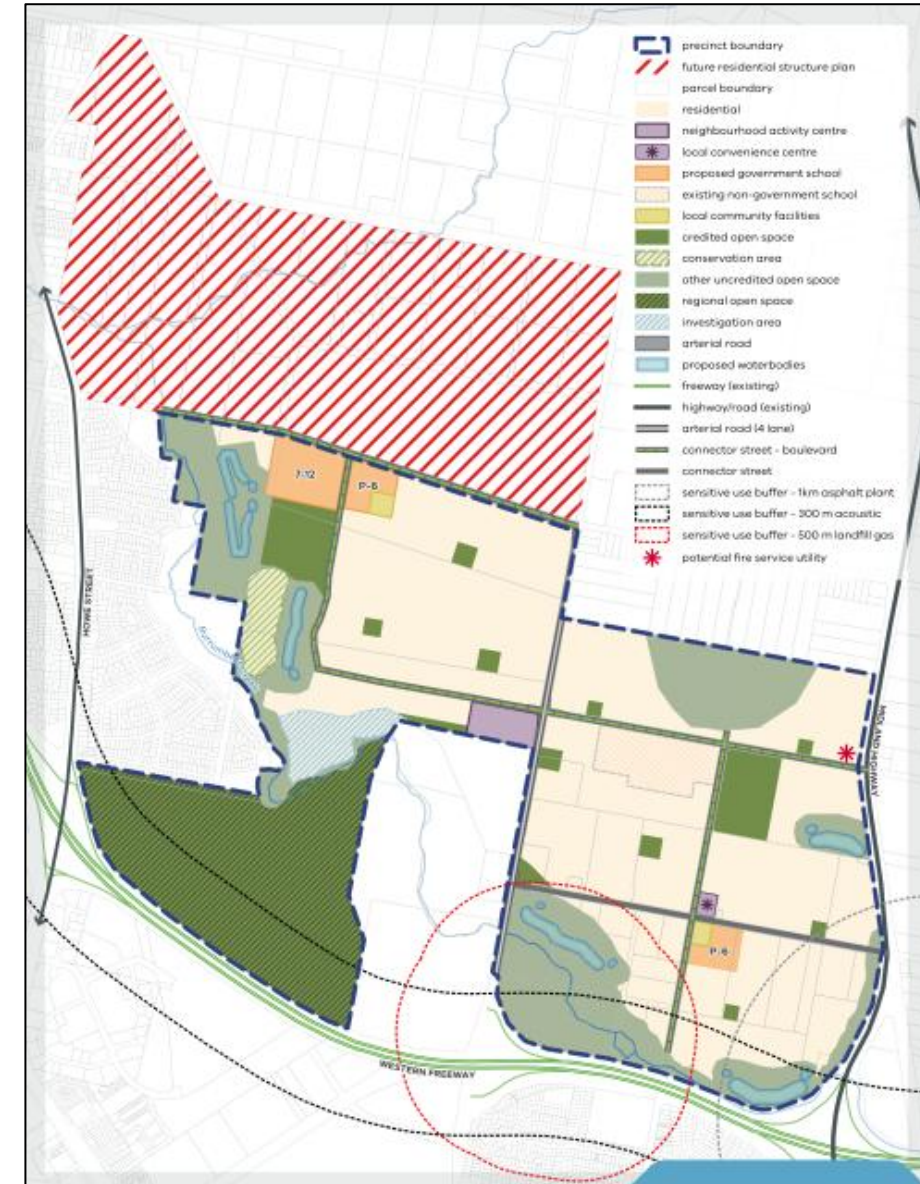 precinct boundary
future residential structure plan
parcel boundary
residential
neighbourhood activity centre
local convenience centre
proposed government school
existing non-government school
local community facilities
credited open space
conservation area
other uncredited open space
regional open space
investigation area
arterial road
proposed waterbodies
freeway (existing)
highway/road (existing)
arterial road (4 lane)
connector street - boulevard
connector street
sensitive use buffer - 1km asphalt plant
sensitive use buffer - 300 m acoustic
sensitive use buffer - 500 m landfill gas
potential fire service utility
7-12
P-6
HOWE STREET
MIDLAND HIGHWAY
P-6
WESTERN FREEWAY